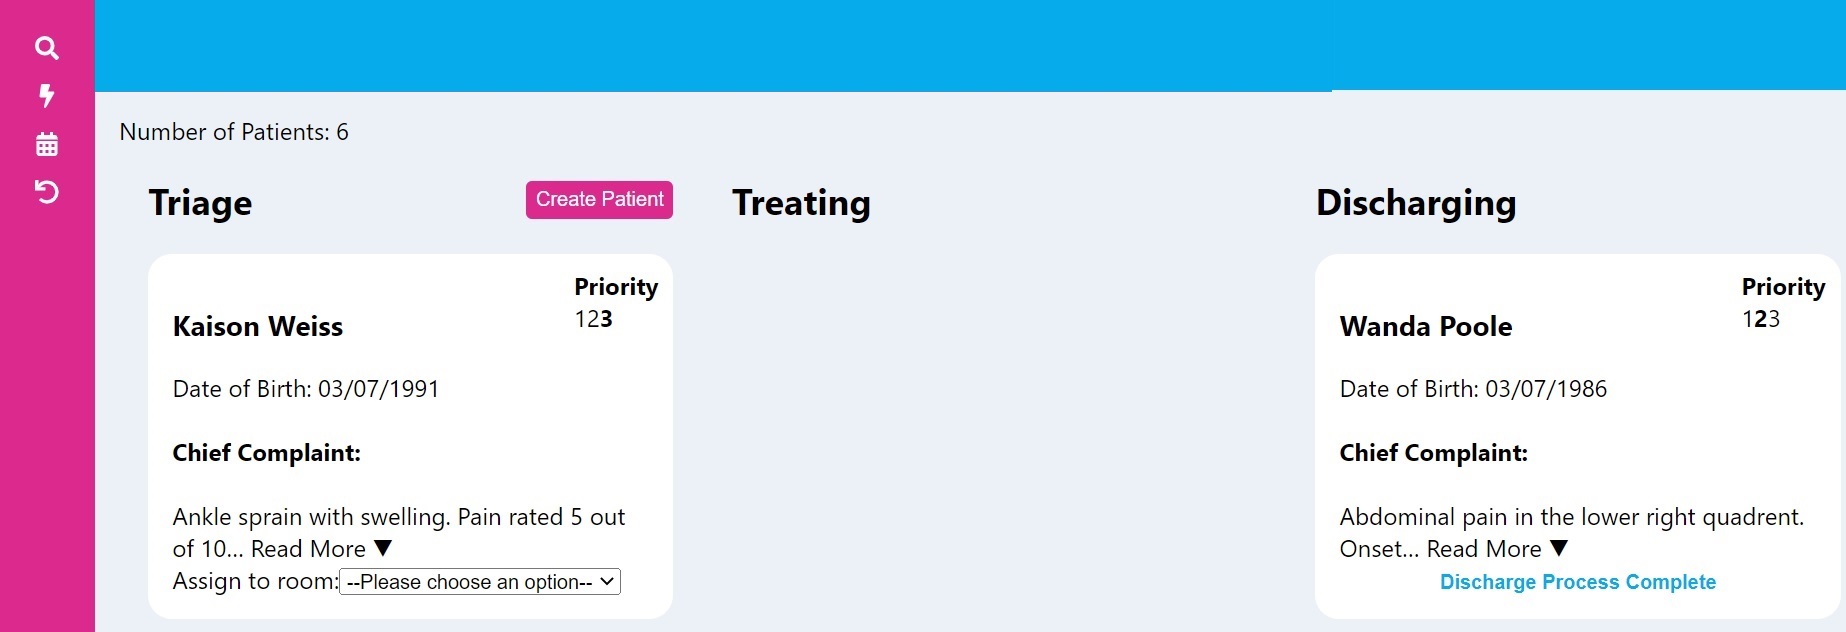 Number of Patients: 6
Triage
Create Patient
Treating
Discharging
Priority
123
Kaison Weiss
Date of Birth: 03/07/1991
Chief Complaint:
Ankle sprain with swelling. Pain rated 5 out
of 10... Read More ▼
Assign to room: --Please choose an option--
Priority
123
Wanda Poole
Date of Birth: 03/07/1986
Chief Complaint:
Abdominal pain in the lower right quadrent.
Onset... Read More ▼
Discharge Process Complete